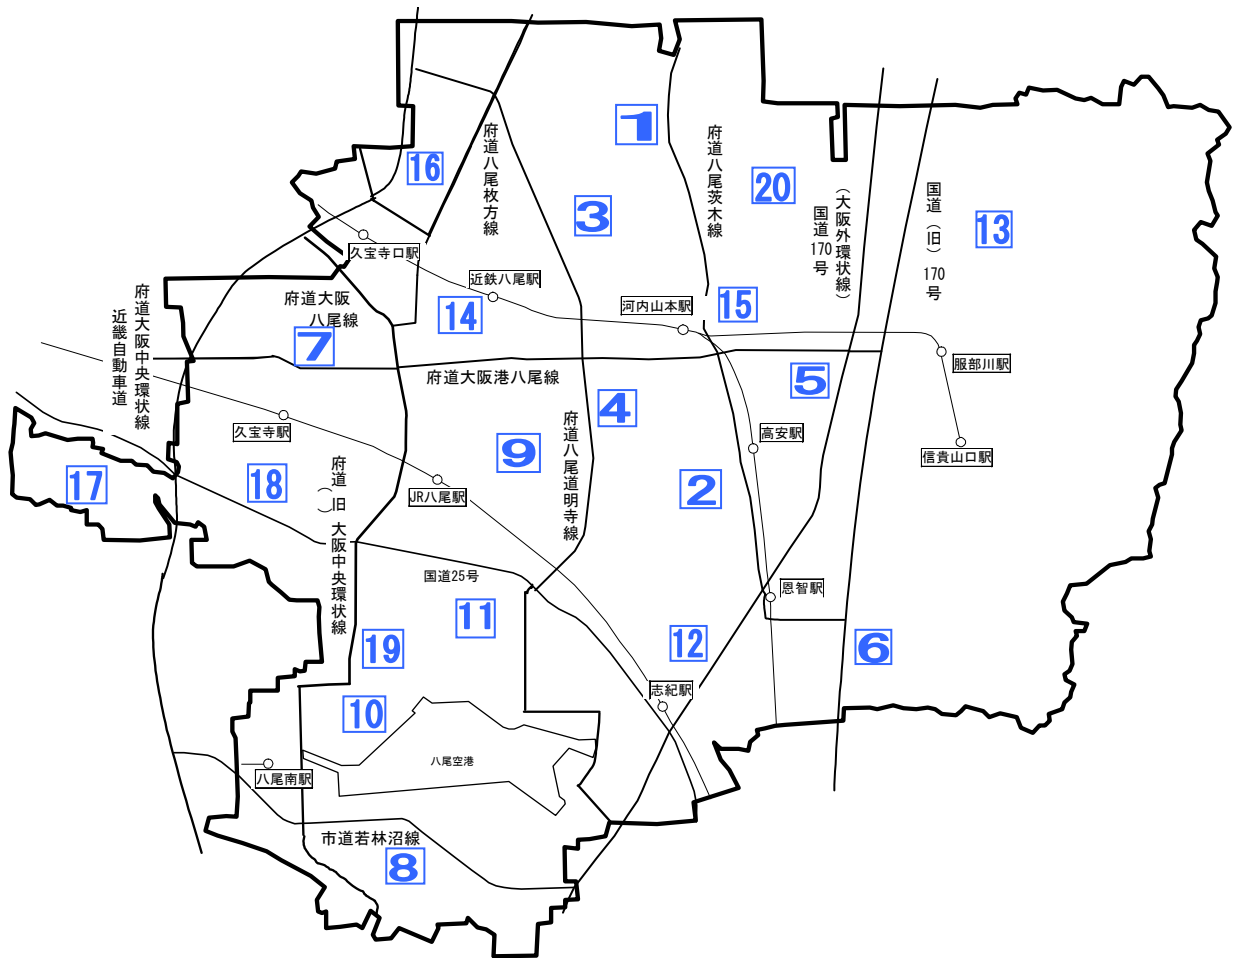 1
府道八尾枚方線
府道八尾茨木線
16
20
3
国道（旧）170号
13
（大阪外環状線）
国道170号
久宝寺口駅
近鉄八尾駅
府道大阪中央環状線
近畿自動車道
府道大阪
八尾線
14
河内山本駅
15
7
服部川駅
府道大阪港八尾線
5
4
府道八尾道明寺線
久宝寺駅
高安駅
9
信貴山口駅
府道（旧）大阪中央環状線
17
18
JR八尾駅
2
国道25号
恩智駅
11
19
12
6
志紀駅
10
八尾空港
八尾南駅
市道若林沼線
8